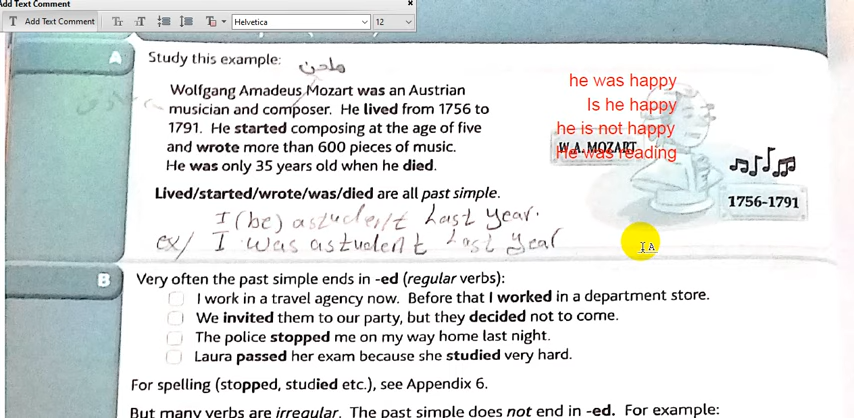 Add Text Comment
T Add Text Comment
Helvetica
12
A
Study this example:
Wolfgang Amadeus Mozart was an Austrian
musician and composer. He lived from 1756 to
1791. He started composing at the age of five
and wrote more than 600 pieces of music.
He was only 35 years old when he died.
he was happy
Is he happy
he is not happy
He was reading
W.A. MOZART
1756-1791
Lived/started/wrote/was/died are all past simple.
I (be) a student last year.
ex/ I was a student last year
B
Very often the past simple ends in -ed (regular verbs):
I work in a travel agency now. Before that I worked in a department store.
We invited them to our party, but they decided not to come.
The police stopped me on my way home last night.
Laura passed her exam because she studied very hard.
For spelling (stopped, studied etc.), see Appendix 6.
But many verbs are irregular. The past simple does not end in -ed. For example: